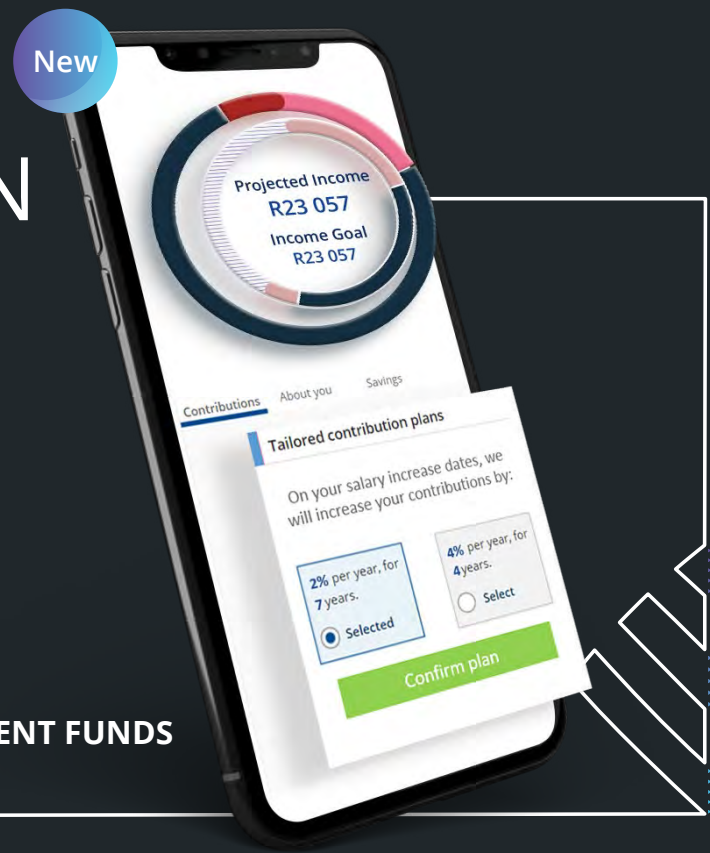 New
N
Projected Income
R23 057
Income Goal
R23 057
Contributions About you Savings
Tailored contribution plans
On your salary increase dates, we
will increase your contributions by:
2% per year, for
7 years.
Selected
4% per year, for
4 years.
Select
Confirm plan
ENT FUNDS